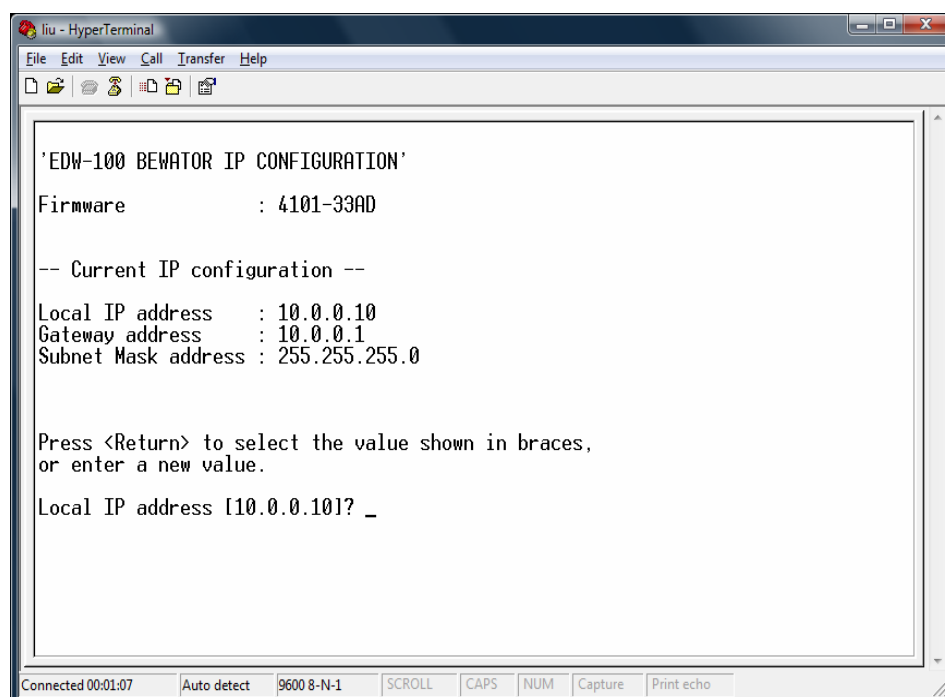 liu - HyperTerminal
File Edit View Call Transfer Help
'EDW-100 BEWATOR IP CONFIGURATION'
Firmware : 4101-33AD
-- Current IP configuration --
Local IP address : 10.0.0.10
Gateway address : 10.0.0.1
Subnet Mask address : 255.255.255.0
Press <Return> to select the value shown in braces,
or enter a new value.
Local IP address [10.0.0.10]? _
Connected 00:01:07 Auto detect 9600 8-N-1 SCROLL CAPS NUM Capture Print echo